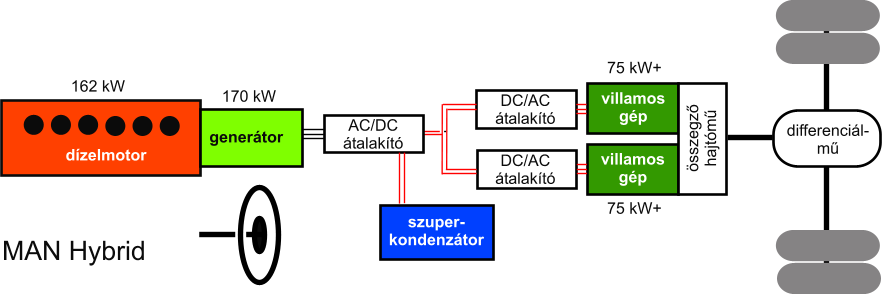 162 kW
170 kW
75 kW+
dízelmotor
generátor
AC/DC
átalakító
DC/AC
átalakító
villamos
gép
DC/AC
átalakító
villamos
gép
75 kW+
összegző
hajtómű
differenciál-
mű
szuper-
kondenzátor
MAN Hybrid